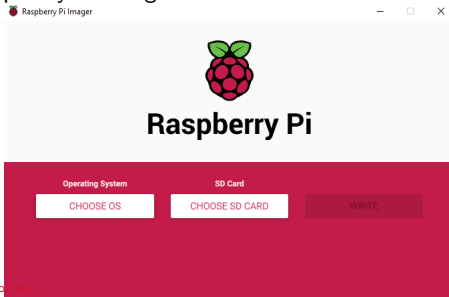 Raspberry Pi Imager
Raspberry Pi
Operating System
SD Card
CHOOSE OS
CHOOSE SD CARD
WRITE